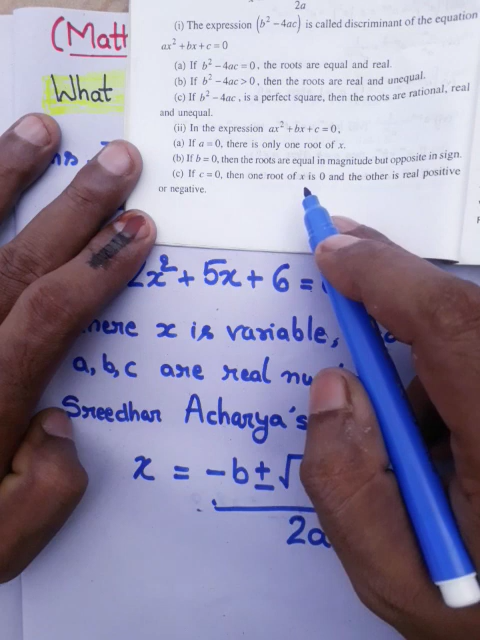 2a
(i) The expression (b² – 4ac) is called discriminant of the equation
ax² + bx + c = 0
(a) If b² – 4ac = 0, the roots are equal and real.
(b) If b² – 4ac > 0, then the roots are real and unequal.
(c) If b² – 4ac, is a perfect square, then the roots are rational, real
and unequal.
(ii) In the expression ax² + bx + c = 0,
(a) If a = 0, there is only one root of x.
(b) If b = 0, then the roots are equal in magnitude but opposite in sign.
(c) If c = 0, then one root of x is 0 and the other is real positive
or negative.
(Matt
What
x² + 5x + 6 =
here x is variable,
a, b, c are real nu
Sreedhar Acharya's
x = -b ± √
2a